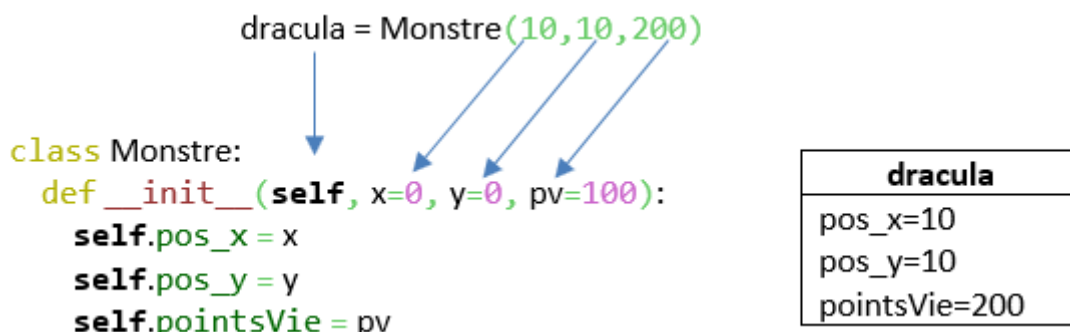 dracula = Monstre(10,10,200)
class Monstre:
def __init__(self, x=0, y=0, pv=100):
self.pos_x = x
self.pos_y = y
self.pointsVie = pv
dracula
pos_x=10
pos_y=10
pointsVie=200